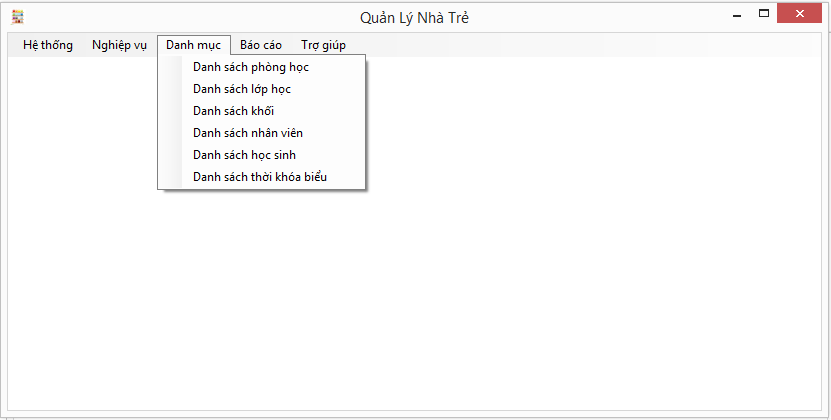 Quản Lý Nhà Trẻ
Hệ thống Nghiệp vụ Danh mục Báo cáo Trợ giúp
Danh sách phòng học
Danh sách lớp học
Danh sách khối
Danh sách nhân viên
Danh sách học sinh
Danh sách thời khóa biểu